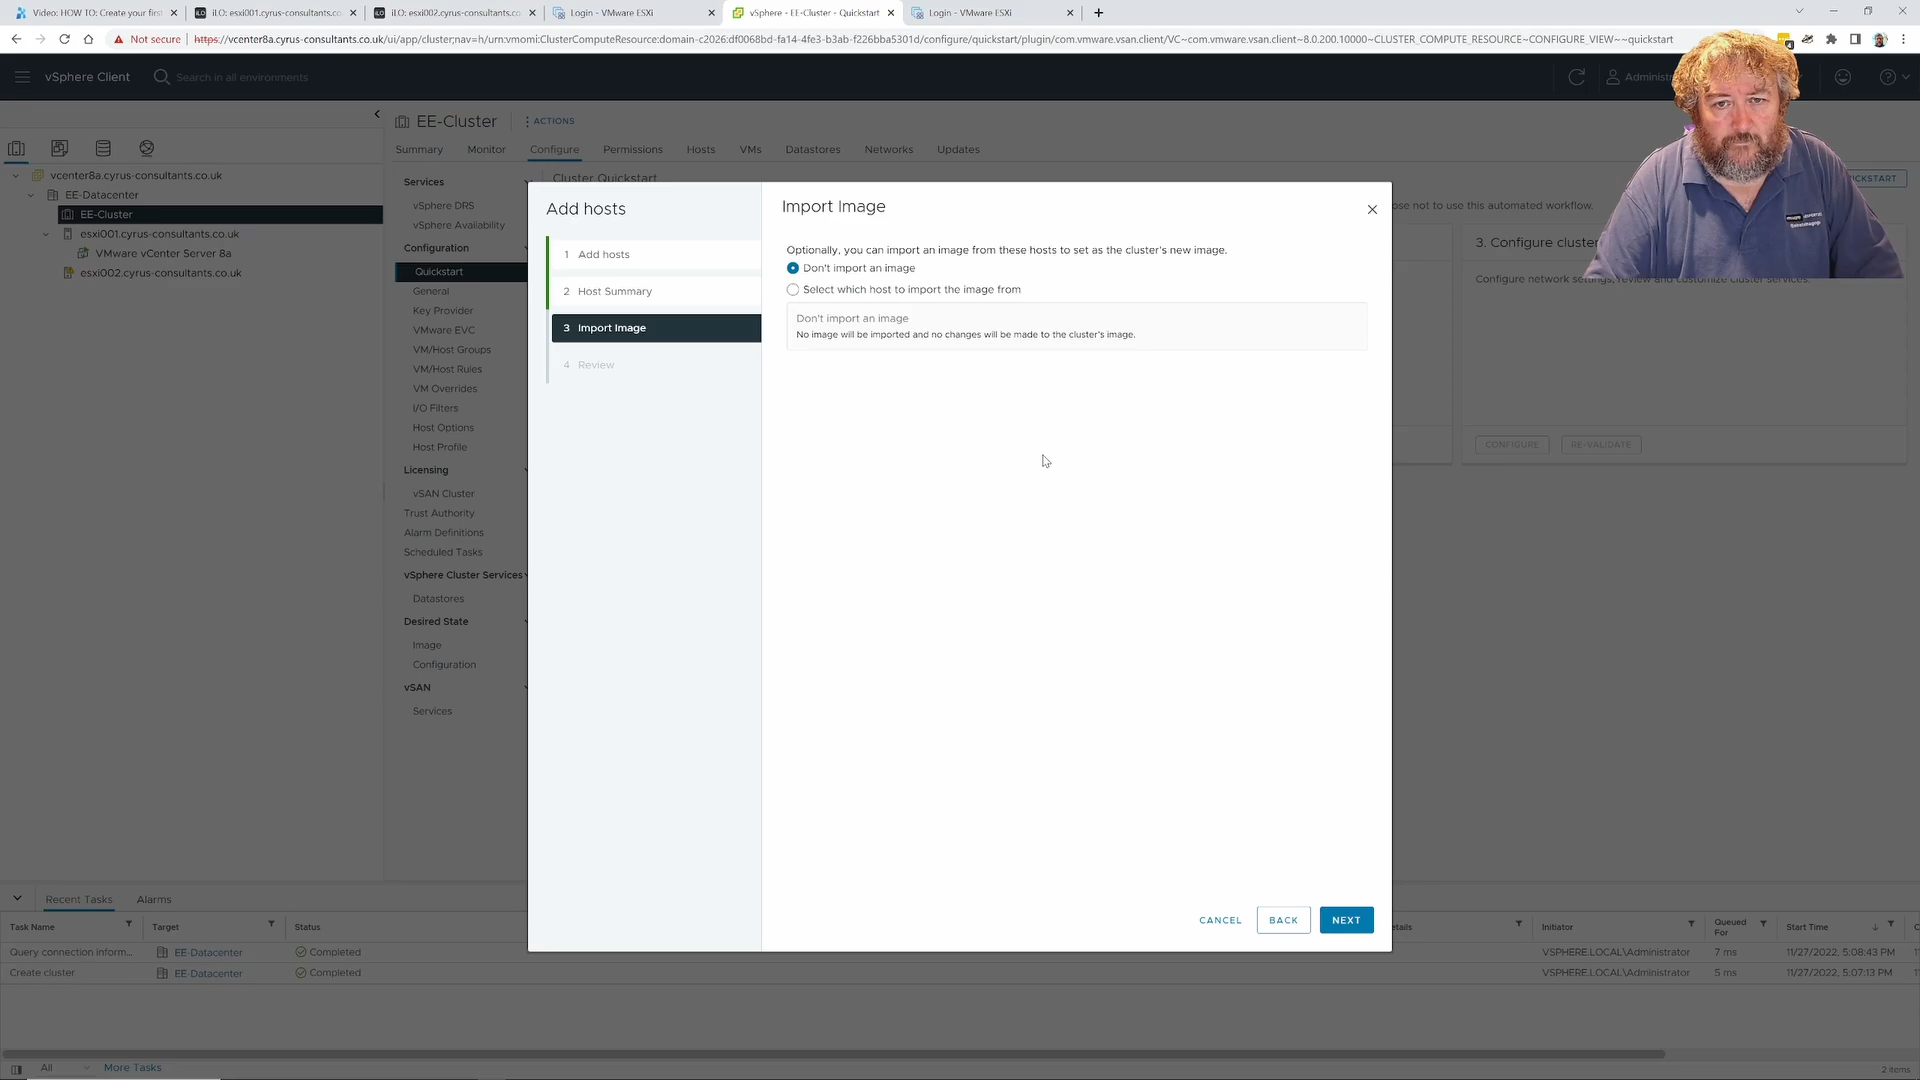 Video: HOW TO: Create your first
iLO: esxi001.cyrus-consultants.co
iLO: esxi002.cyrus-consultants.co.
Login - VMware ESXi
vSphere - EE-Cluster - Quickstart
Login - VMware ESXi
Not secure
https://vcenter8a.cyrus-consultants.co.uk/ui/app/cluster;nav=h/urn:vmomi:ClusterComputeResource:domain-c2026:df0068bd-fa14-4fe3-b3ab-f226bba5301d/configure/quickstart/plugin/com.vmware.vsan.client/VC~com.vmware.vsan.client~8.0.200.10000~CLUSTER_COMPUTE_RESOURCE~CONFIGURE_VIEW~~quickstart
vSphere Client
Search in all environments
Administ
EE-Cluster
ACTIONS
Summary
Monitor
Configure
Permissions
Hosts
VMs
Datastores
Networks
Updates
vcenter8a.cyrus-consultants.co.uk
EE-Datacenter
EE-Cluster
esxi001.cyrus-consultants.co.uk
VMware vCenter Server 8a
esxi002.cyrus-consultants.co.uk
Services
vSphere DRS
vSphere Availability
Configuration
Quickstart
General
Key Provider
VMware EVC
VM/Host Groups
VM/Host Rules
VM Overrides
I/O Filters
Host Options
Host Profile
Licensing
vSAN Cluster
Trust Authority
Alarm Definitions
Scheduled Tasks
vSphere Cluster Services
Datastores
Desired State
Image
Configuration
vSAN
Services
Cluster Quickstart
ICKSTART
ose not to use this automated workflow.
3. Configure cluster
Configure network settings, review and customize cluster services.
CONFIGURE
RE-VALIDATE
Add hosts
1 Add hosts
2 Host Summary
3 Import Image
4 Review
Import Image
Optionally, you can import an image from these hosts to set as the cluster's new image.
Don't import an image
Select which host to import the image from
Don't import an image
No image will be imported and no changes will be made to the cluster's image.
CANCEL
BACK
NEXT
Recent Tasks
Alarms
Task Name
Target
Status
etails
Initiator
Queued For
Start Time
Query connection inform...
EE-Datacenter
Completed
VSPHERE.LOCAL\Administrator
7 ms
11/27/2022, 5:08:43 PM
Create cluster
EE-Datacenter
Completed
VSPHERE.LOCAL\Administrator
5 ms
11/27/2022, 5:07:13 PM
All
More Tasks
2 items